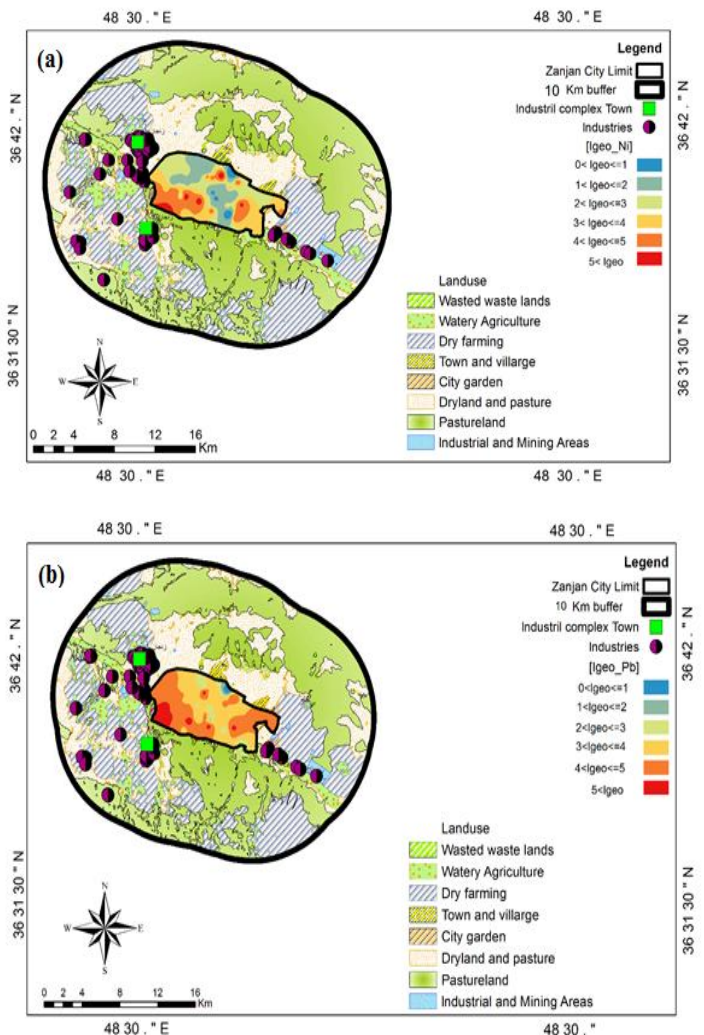 48 30 . " E 48 30 . " E
(a)
Legend
Zanjan City Limit
10 Km buffer
Industril complex Town
Industries
[Igeo_Ni]
0< Igeo<=1
1< Igeo<=2
2< Igeo<=3
3< Igeo<=4
4< Igeo<=5
5< Igeo
Landuse
Wasted waste lands
Watery Agriculture
Dry farming
Town and villarge
City garden
Dryland and pasture
Pastureland
Industrial and Mining Areas
36 42 . " N
36 31 30 " N
36 42 . " N
36 31 30 " N
N
W E
S
0 2 4 8 12 16
Km
48 30 . " E 48 30 . " E
48 30 . " E 48 30 . " E
(b)
Legend
Zanjan City Limit
10 Km buffer
Industril complex Town
Industries
[Igeo_Pb]
0<Igeo<=1
1<Igeo<=2
2<Igeo<=3
3<Igeo<=4
4<Igeo<=5
5<Igeo
Landuse
Wasted waste lands
Watery Agriculture
Dry farming
Town and villarge
City garden
Dryland and pasture
Pastureland
Industrial and Mining Areas
36 42 . " N
36 31 30 " N
36 42 . " N
36 31 30 " N
N
W E
S
0 2 4 8 12 16
Km
48 30 . " E 48 30 . "